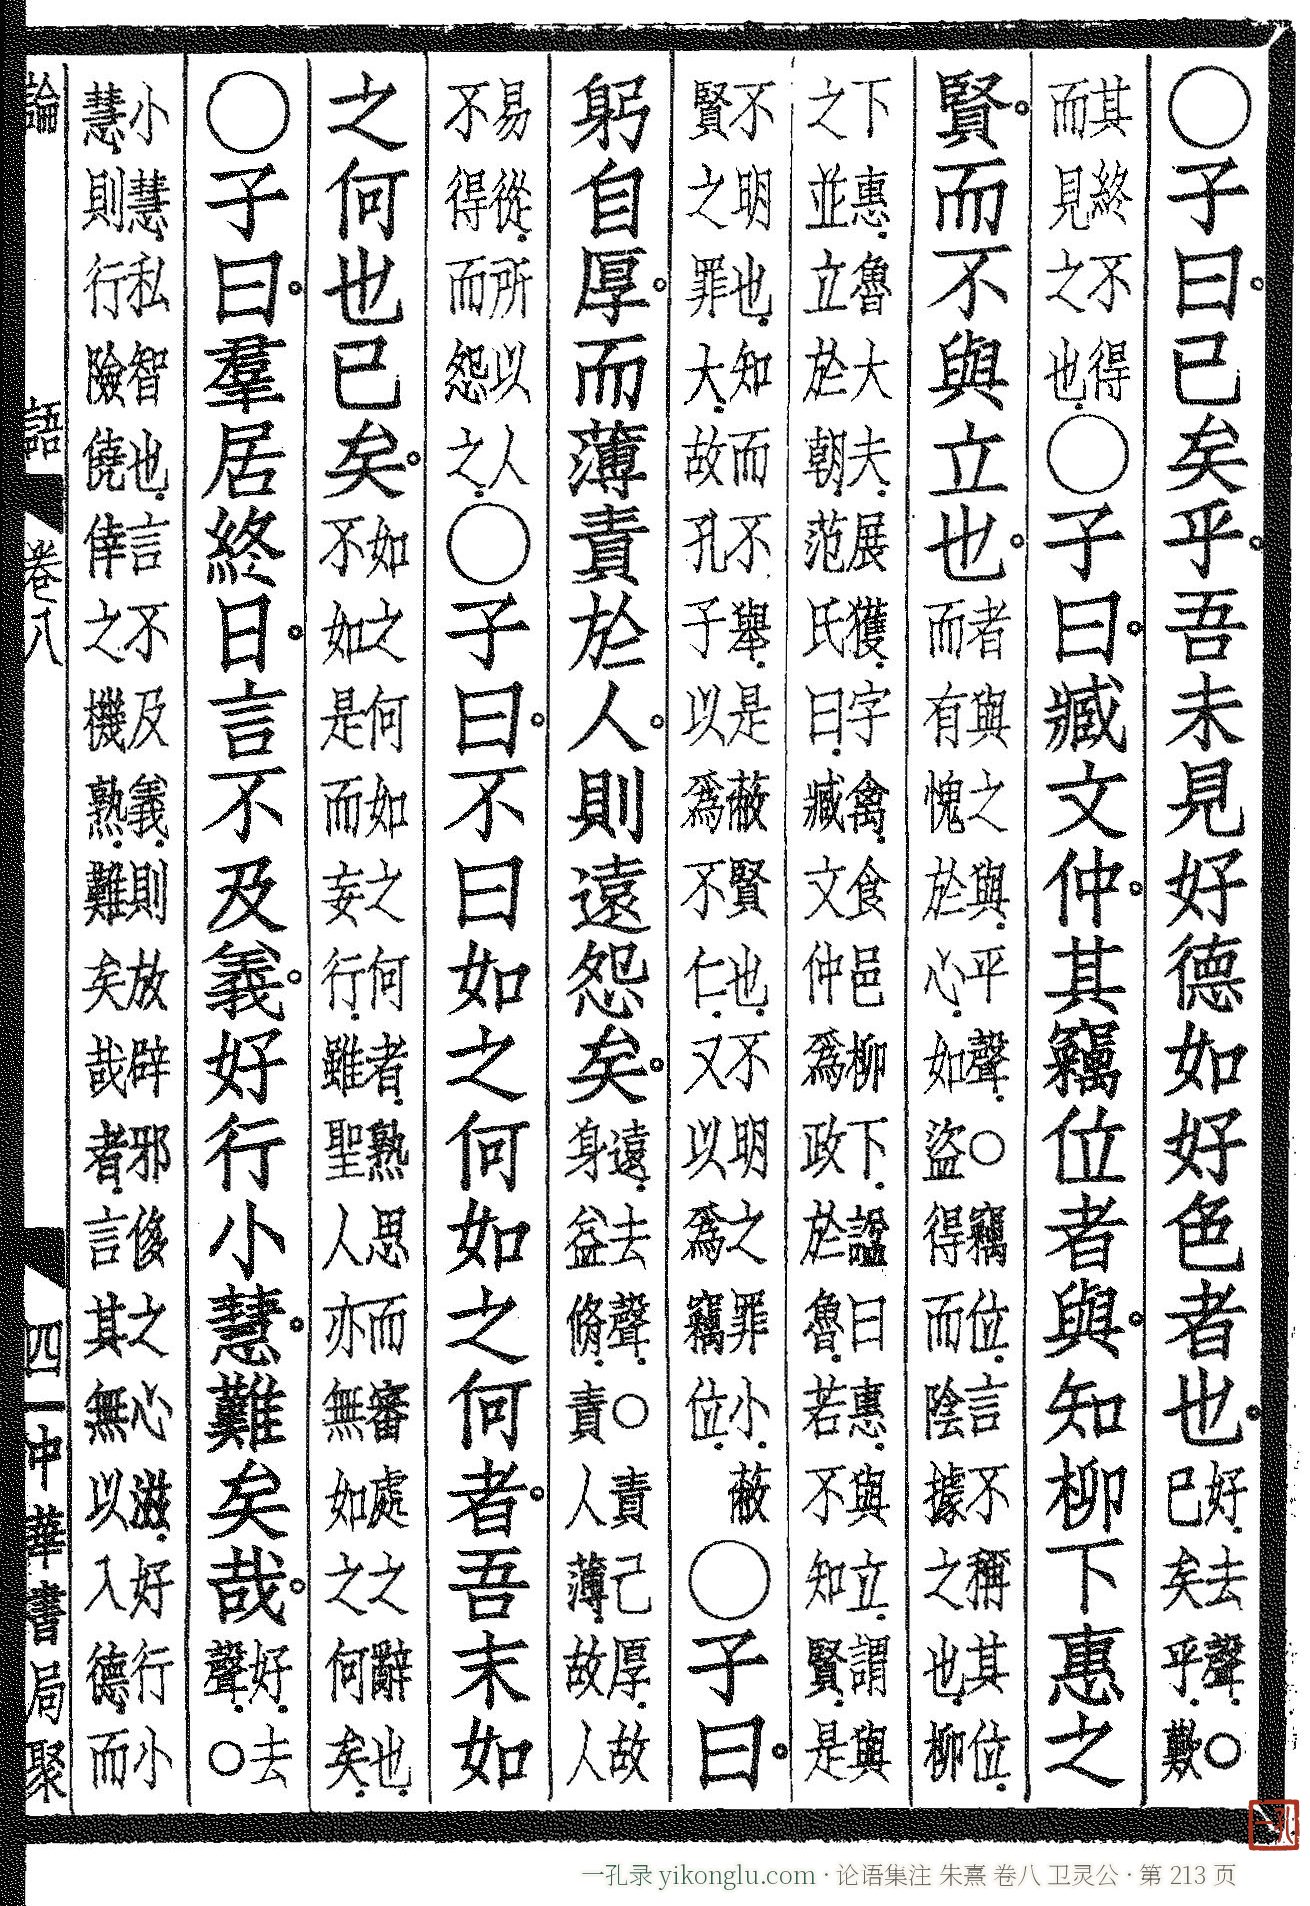 ○子曰。已矣乎。吾未見好德如好色者也。好去聲○已矣乎歎
其終不得而見之也○子曰。臧文仲。其竊位者與。知柳下惠之
賢。而不與立也。者與之與平聲○竊位言不稱其位而有愧於心如盜得而陰據之也柳
下惠魯大夫展獲字禽食邑柳下諡曰惠與立謂與之並立於朝范氏曰臧文仲爲政於魯若不知賢是
不明也知而不舉是蔽賢也不明之罪小蔽賢之罪大故孔子以爲不仁又以爲竊位○子曰。
躬自厚。而薄責於人。則遠怨矣。遠去聲○責己厚故身益脩責人薄故人
易從所以人不得而怨之○子曰。不曰如之何如之何者。吾末如
之何也已矣。如之何如之何者熟思而審處之辭也不如是而妄行雖聖人亦無如之何矣
○子曰。羣居終日。言不及義。好行小慧。難矣哉。好去聲○
小慧私智也言不及義則放辟邪侈之心滋好行小慧則行險僥倖之機熟難矣哉者言其無以入德而
論語 卷八 四一中華書局聚
一孔
一孔录 yikonglu.com · 论语集注 朱熹 卷八 卫灵公 · 第 213 页